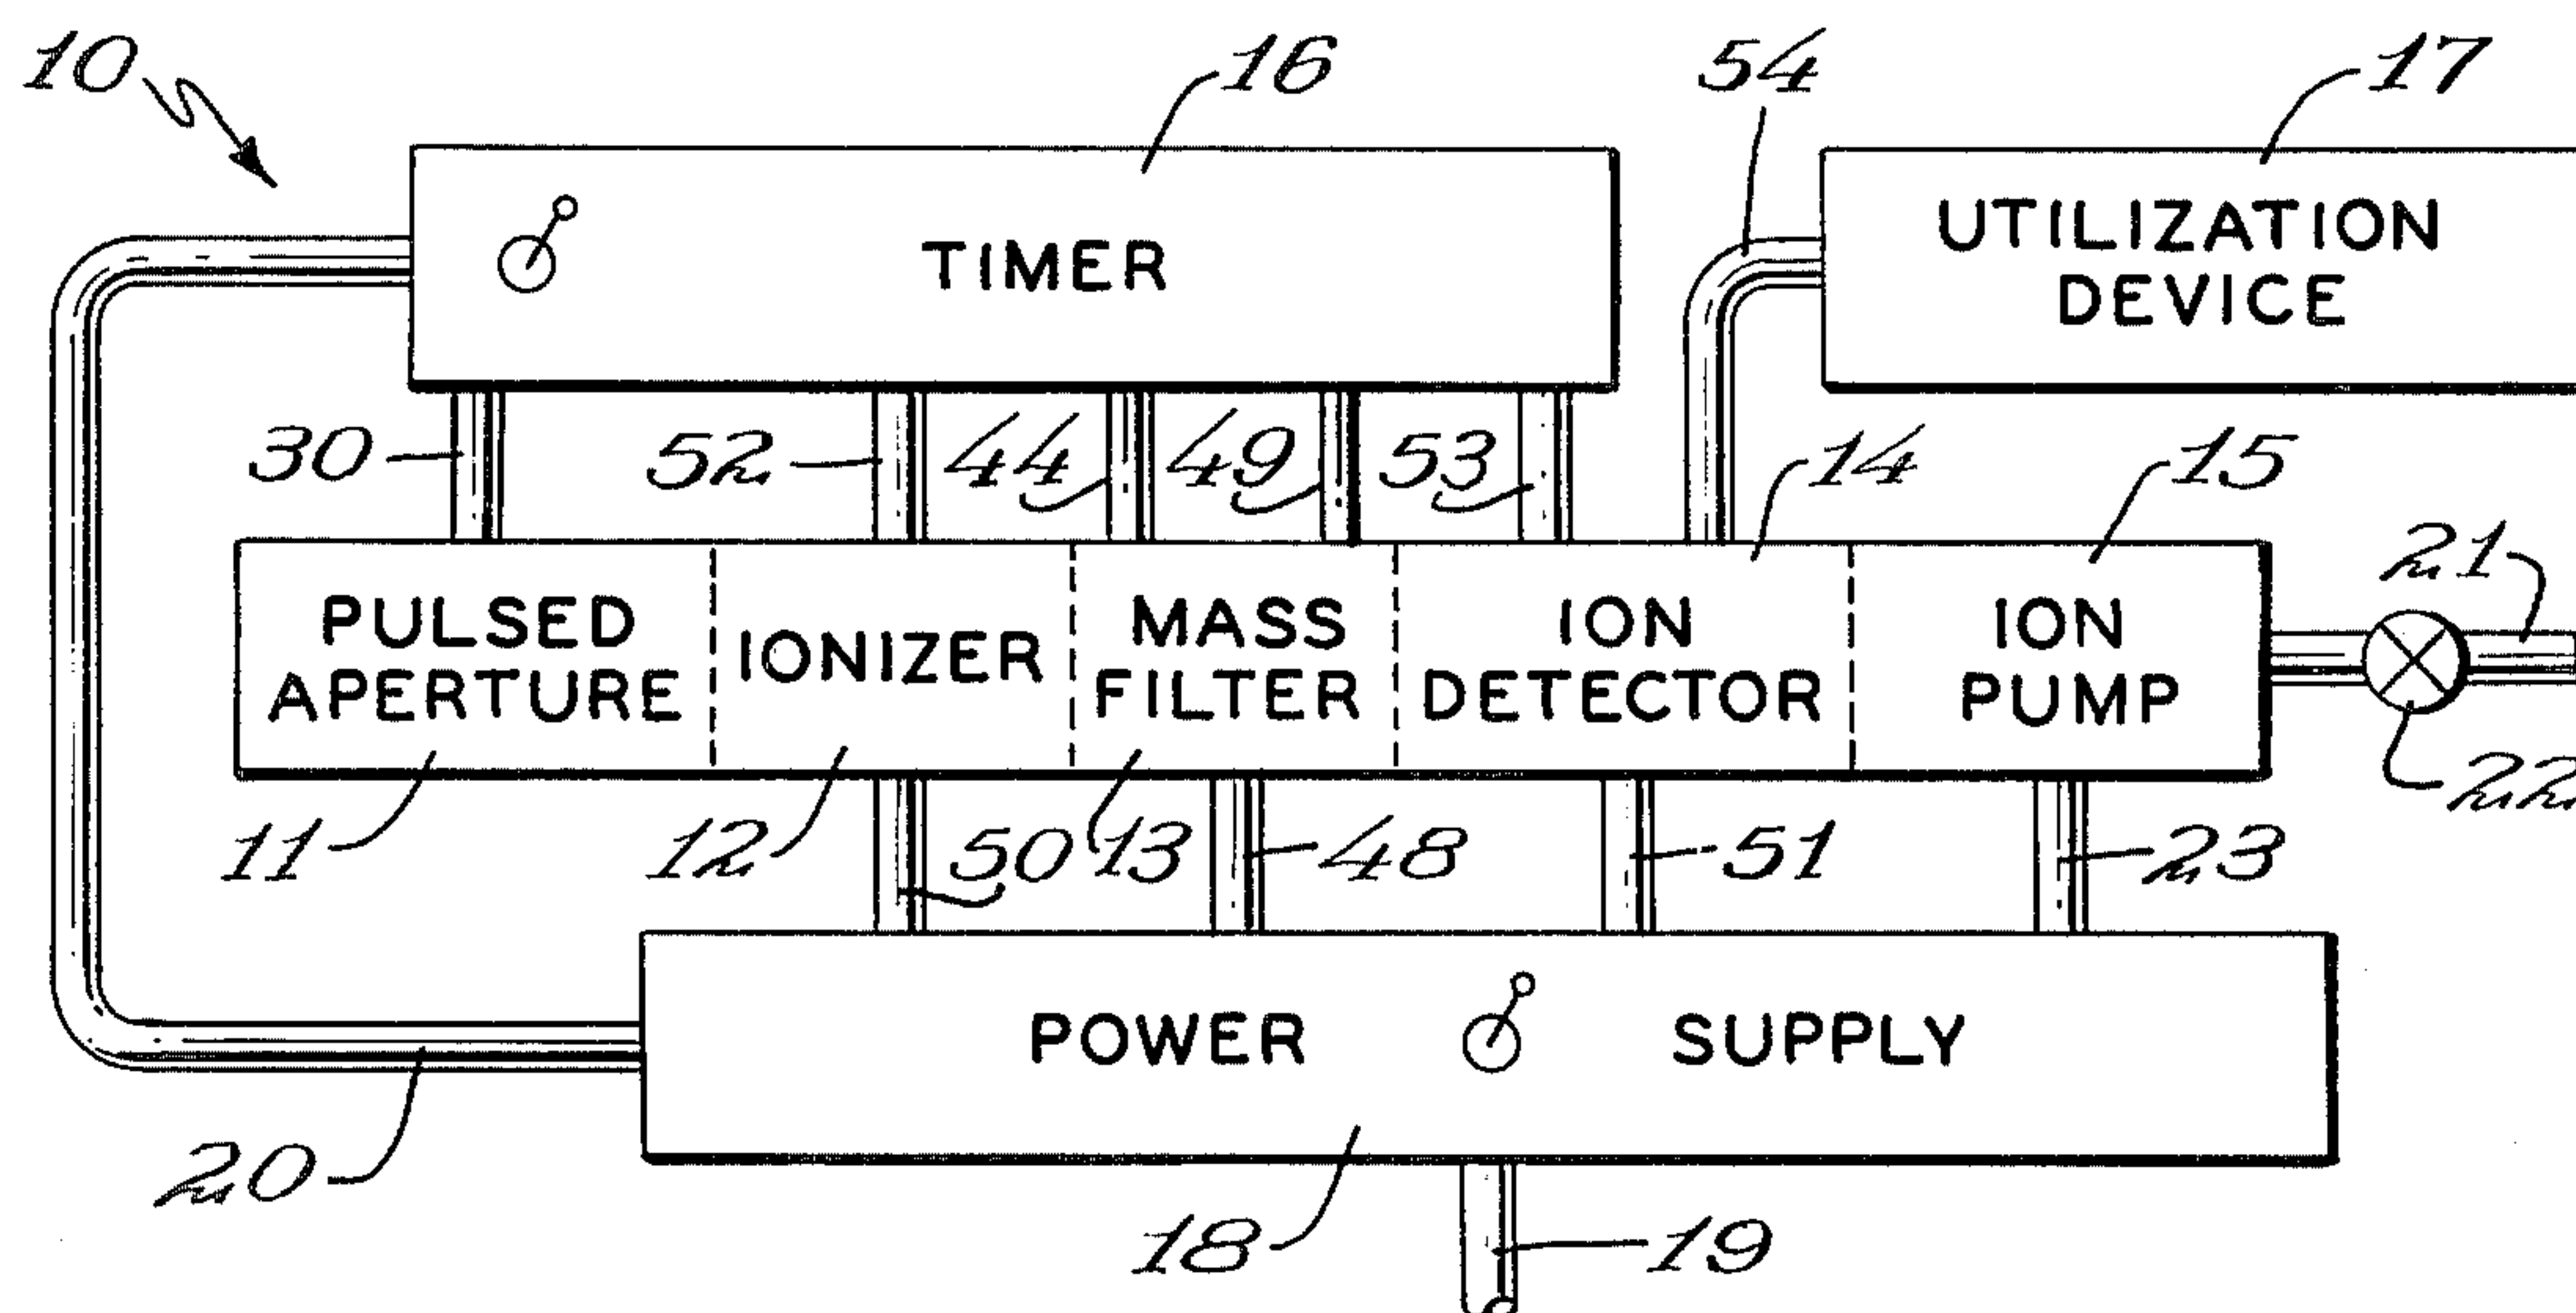 10
16
54
17
TIMER
UTILIZATION
DEVICE
30
52
44
49
53
14
15
21
PULSED
APERTURE
IONIZER
MASS
FILTER
ION
DETECTOR
ION
PUMP
22
11
12
50
13
48
51
23
POWER SUPPLY
20
18
19